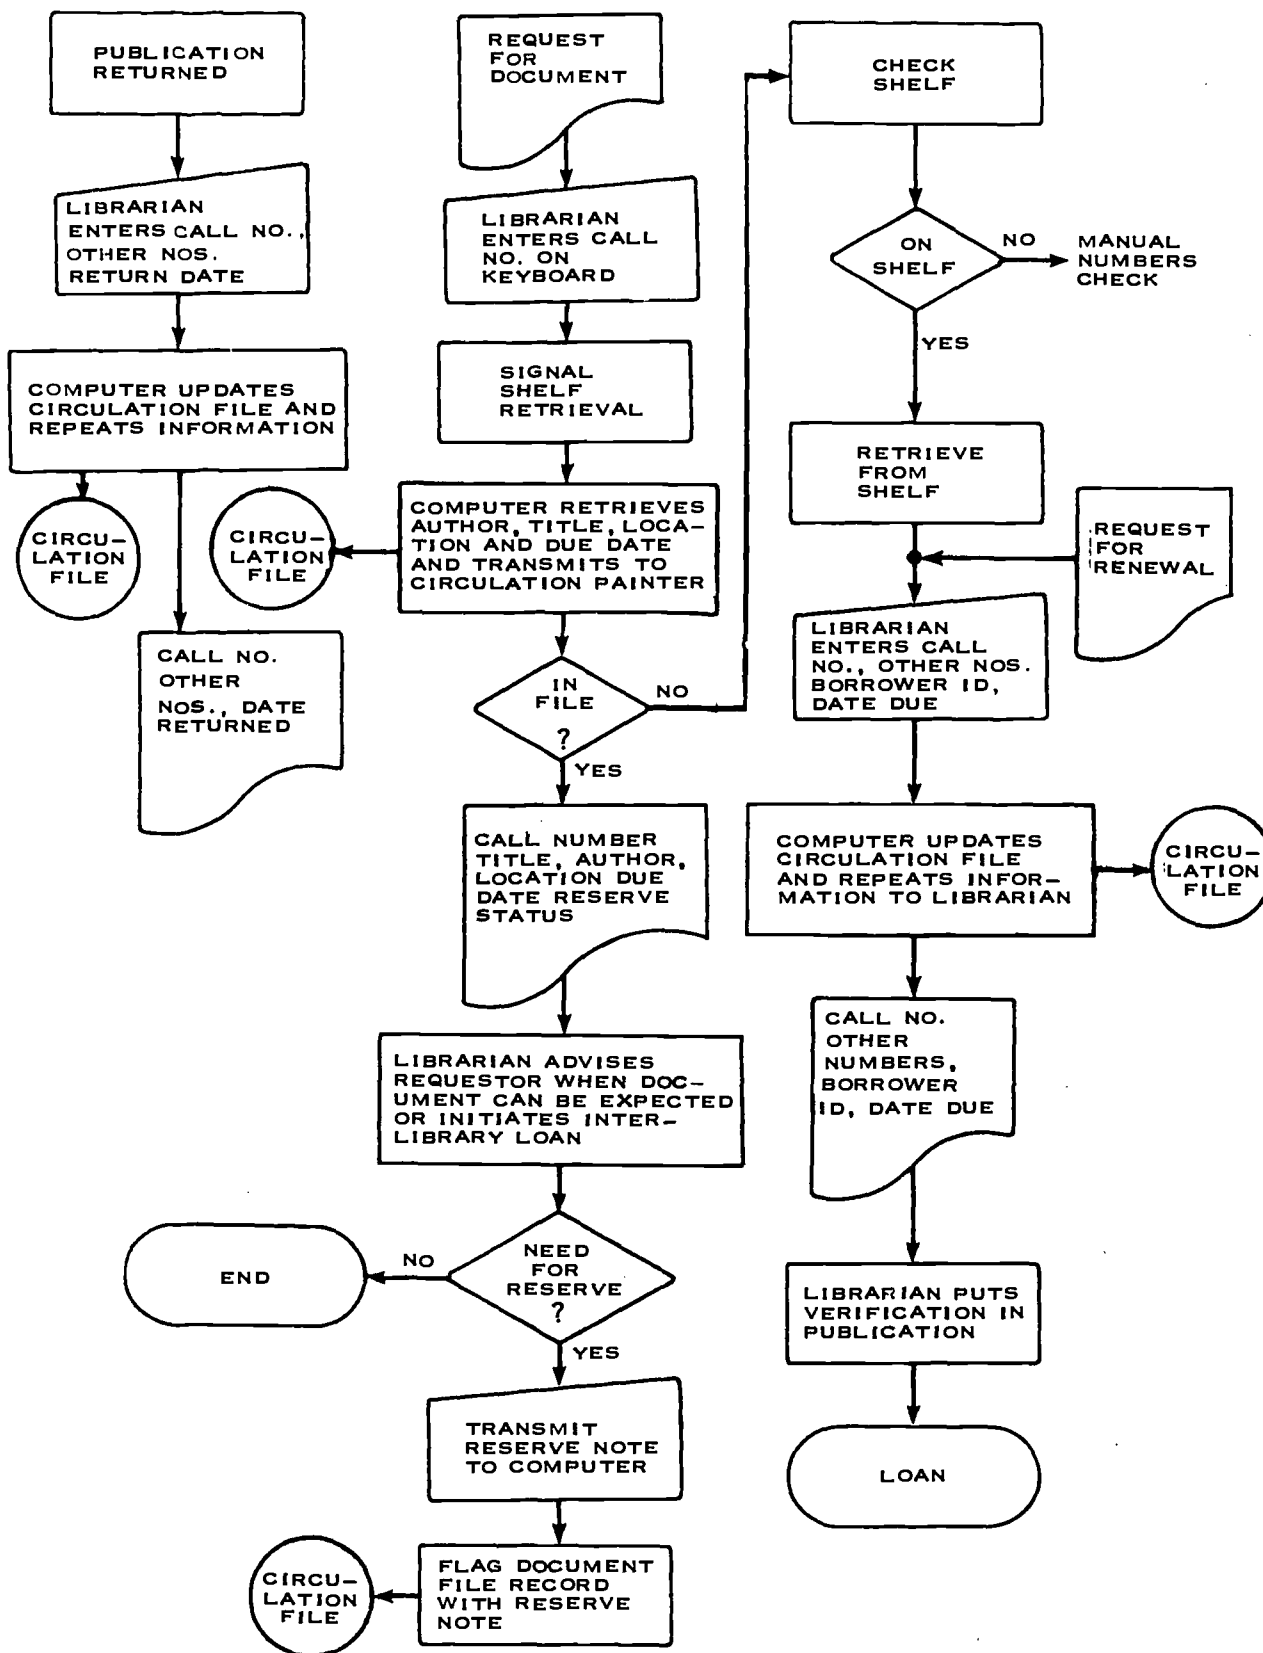 PUBLICATION
RETURNED
LIBRARIAN
ENTERS CALL NO.,
OTHER NOS.
RETURN DATE
COMPUTER UPDATES
CIRCULATION FILE AND
REPEATS INFORMATION
CIRCU-
LATION
FILE
CALL NO.
OTHER
NOS., DATE
RETURNED
REQUEST
FOR
DOCUMENT
LIBRARIAN
ENTERS CALL
NO. ON
KEYBOARD
SIGNAL
SHELF
RETRIEVAL
COMPUTER RETRIEVES
AUTHOR, TITLE, LOCA-
TION AND DUE DATE
AND TRANSMITS TO
CIRCULATION PAINTER
CIRCU-
LATION
FILE
IN
FILE
?
NO
YES
CALL NUMBER
TITLE, AUTHOR,
LOCATION DUE
DATE RESERVE
STATUS
LIBRARIAN ADVISES
REQUESTOR WHEN DOC-
UMENT CAN BE EXPECTED
OR INITIATES INTER-
LIBRARY LOAN
NEED
FOR
RESERVE
?
NO
END
YES
TRANSMIT
RESERVE NOTE
TO COMPUTER
FLAG DOCUMENT
FILE RECORD
WITH RESERVE
NOTE
CIRCU-
LATION
FILE
CHECK
SHELF
ON
SHELF
NO
MANUAL
NUMBERS
CHECK
YES
RETRIEVE
FROM
SHELF
REQUEST
FOR
RENEWAL
LIBRARIAN
ENTERS CALL
NO., OTHER NOS.
BORROWER ID,
DATE DUE
COMPUTER UPDATES
CIRCULATION FILE
AND REPEATS INFOR-
MATION TO LIBRARIAN
CIRCU-
LATION
FILE
CALL NO.
OTHER
NUMBERS,
BORROWER
ID, DATE DUE
LIBRARIAN PUTS
VERIFICATION IN
PUBLICATION
LOAN